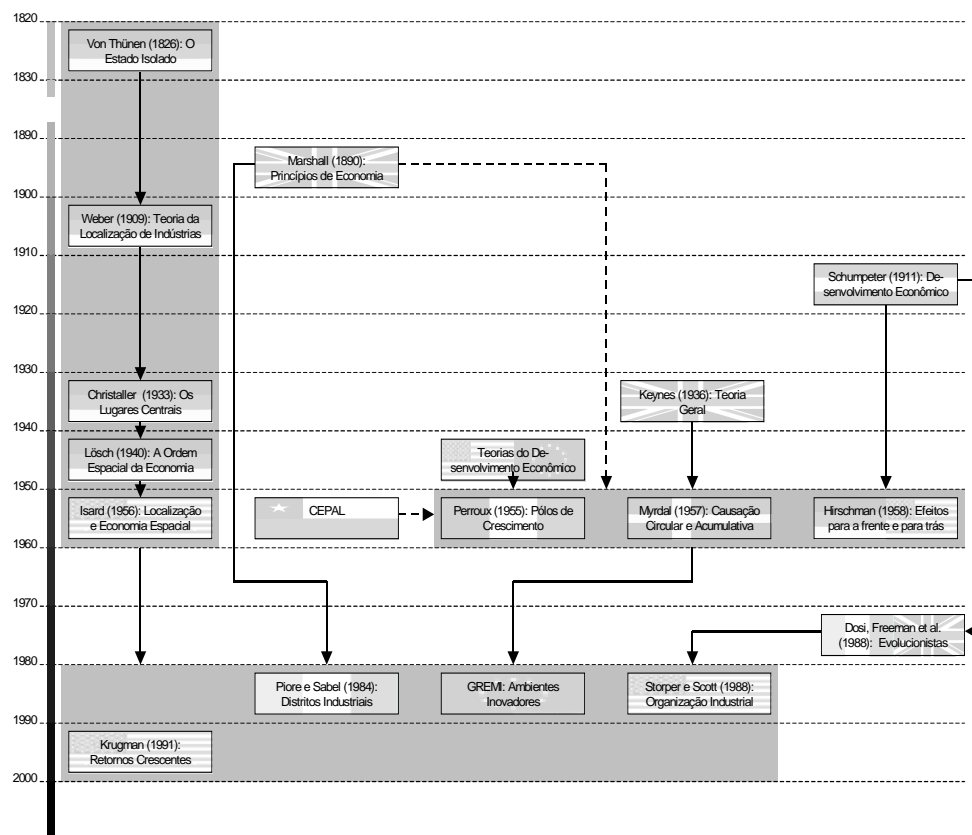 1820
Von Thünen (1826): O
Estado Isolado
1830
1890
Marshall (1890):
Princípios de Economia
1900
Weber (1909): Teoria da
Localização de Indústrias
1910
Schumpeter (1911): De-
senvolvimento Econômico
1920
1930
Christaller (1933): Os
Lugares Centrais
Keynes (1936): Teoria
Geral
1940
Lösch (1940): A Ordem
Espacial da Economia
Teorias do De-
senvolvimento Econômico
1950
Isard (1956): Localização
e Economia Espacial
CEPAL
Perroux (1955): Pólos de
Crescimento
Myrdal (1957): Causação
Circular e Acumulativa
Hirschman (1958): Efeitos
para a frente e para trás
1960
1970
Dosi, Freeman et al.
(1988): Evolucionistas
1980
Piore e Sabel (1984):
Distritos Industriais
GREMI: Ambientes
Inovadores
Storper e Scott (1988):
Organização Industrial
1990
Krugman (1991):
Retornos Crescentes
2000